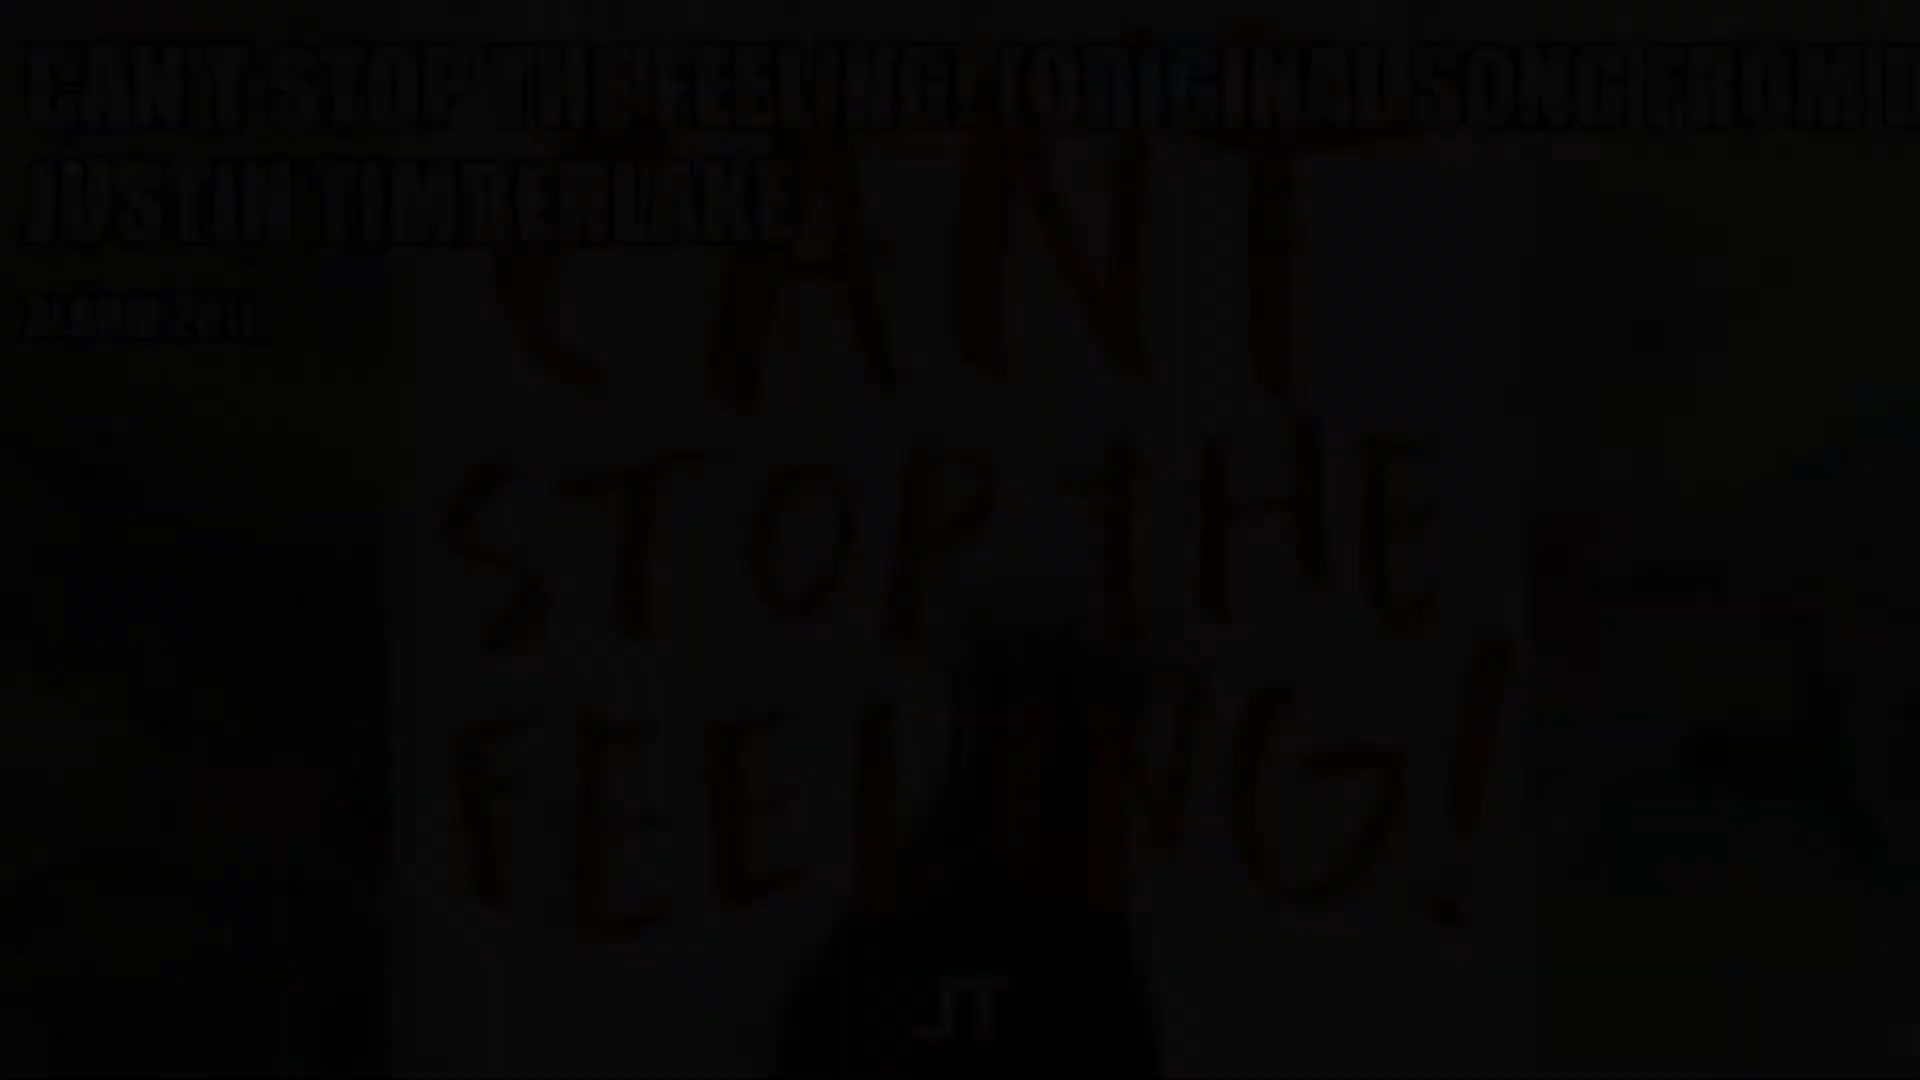 CAN'T STOP THE FEELING! (ORIGINAL SONG FROM D
JUSTIN TIMBERLAKE
CAN'T
STOP THE
FEELING!
JT